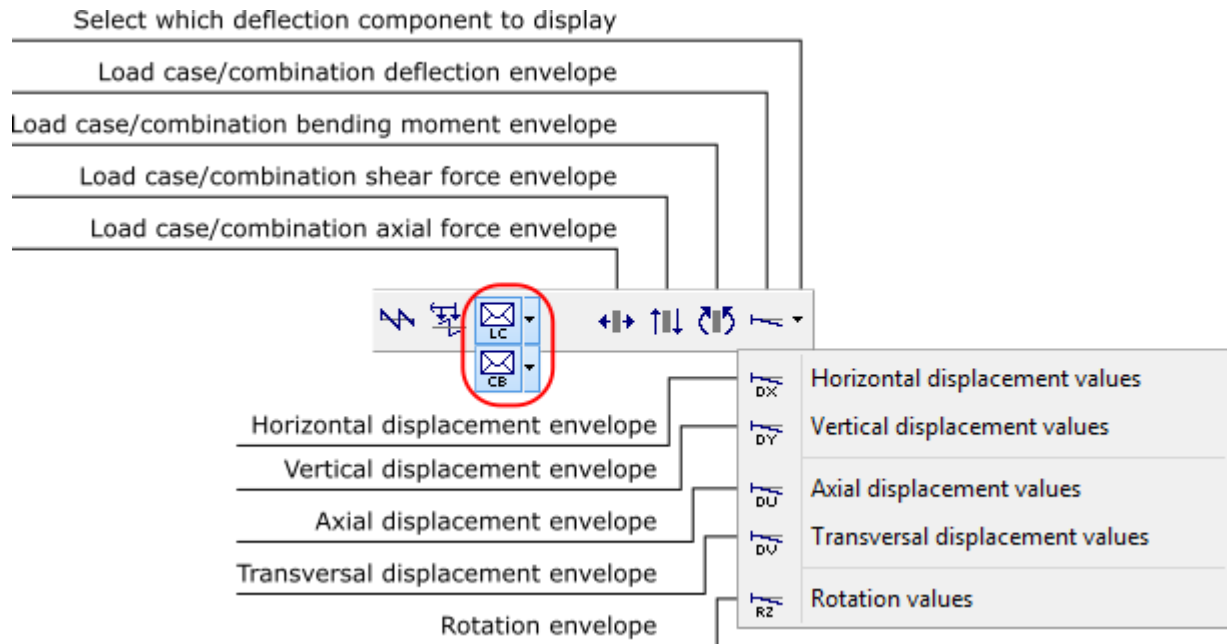 Select which deflection component to display
Load case/combination deflection envelope
Load case/combination bending moment envelope
Load case/combination shear force envelope
Load case/combination axial force envelope
LC
CB
Horizontal displacement envelope
DX Horizontal displacement values
Vertical displacement envelope
DY Vertical displacement values
Axial displacement envelope
DU Axial displacement values
Transversal displacement envelope
DV Transversal displacement values
Rotation envelope
RZ Rotation values